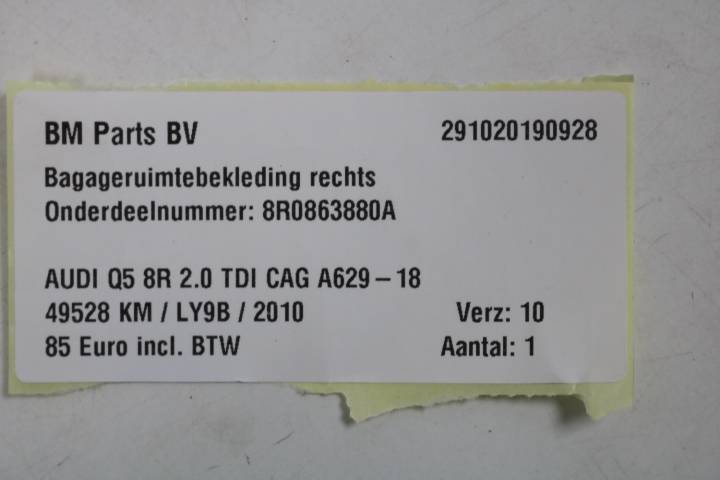 BM Parts BV 291020190928
Bagageruimtebekleding rechts
Onderdeelnummer: 8R0863880A
AUDI Q5 8R 2.0 TDI CAG A629-18
49528 KM / LY9B / 2010 Verz: 10
85 Euro incl. BTW Aantal: 1